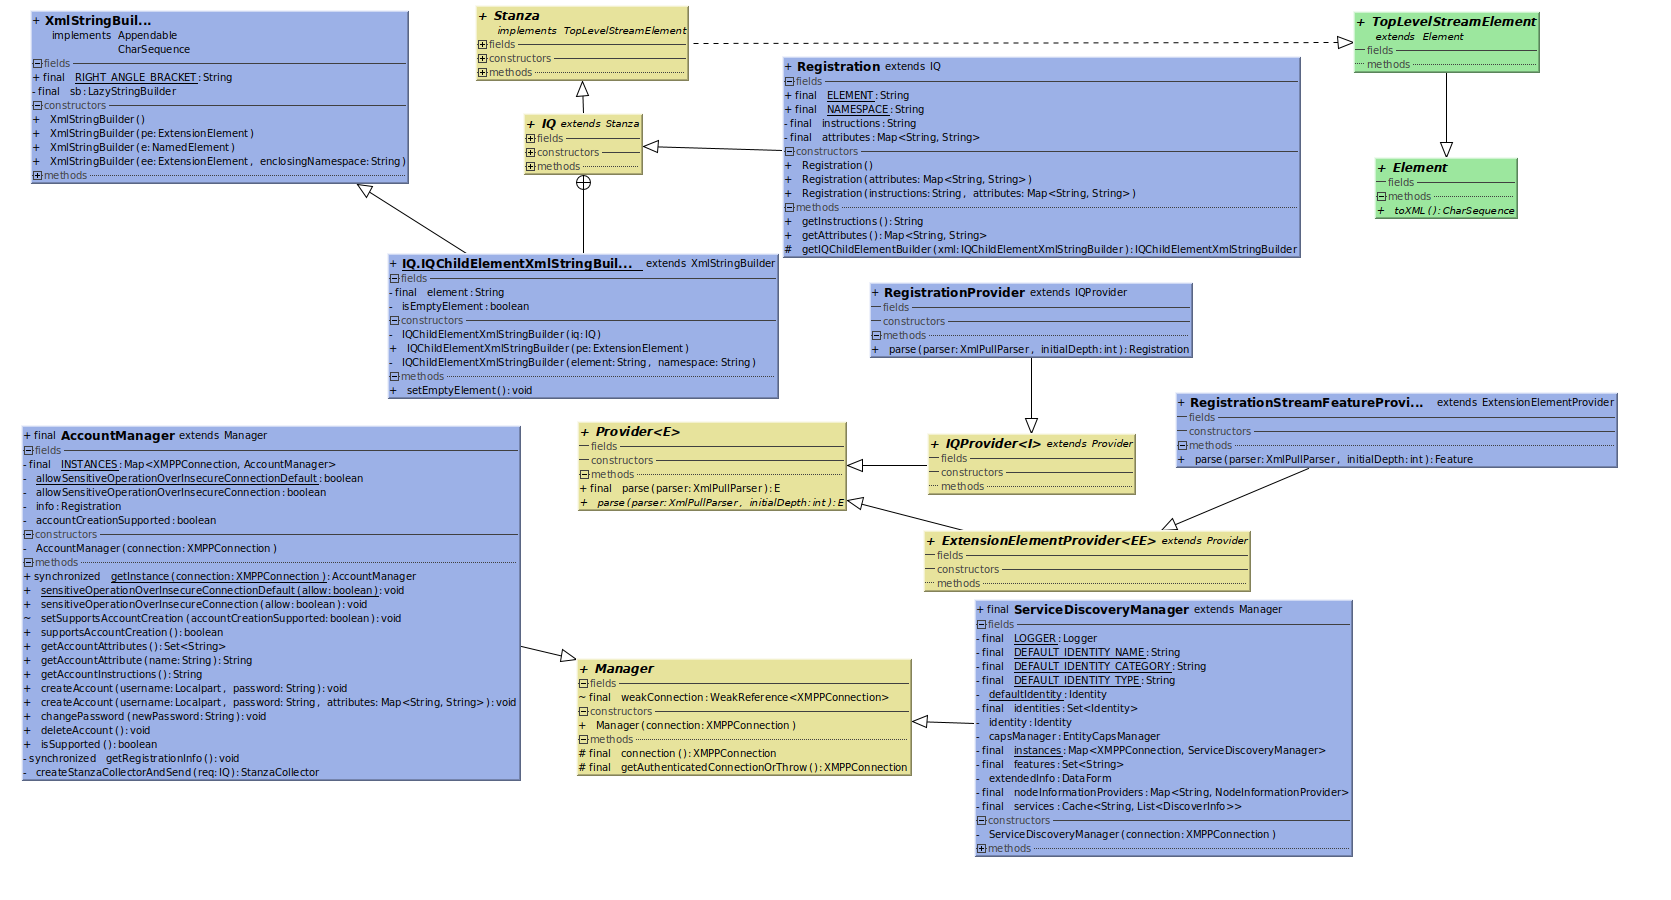 + XmlStringBuil...
implements Appendable
CharSequence
fields
+ final RIGHT_ANGLE_BRACKET : String
- final sb : LazyStringBuilder
constructors
+ XmlStringBuilder ()
+ XmlStringBuilder (pe: ExtensionElement )
+ XmlStringBuilder (e: NamedElement )
+ XmlStringBuilder (ee: ExtensionElement , enclosingNamespace: String)
methods
+ Stanza
implements TopLevelStreamElement
fields
constructors
methods
+ TopLevelStreamElement
extends Element
fields
methods
+ IQ extends Stanza
fields
constructors
methods
+ Registration extends IQ
fields
+ final ELEMENT : String
+ final NAMESPACE : String
- final instructions : String
- final attributes : Map<String, String>
constructors
+ Registration ()
+ Registration (attributes: Map<String, String>)
+ Registration (instructions: String , attributes: Map<String, String>)
methods
+ getInstructions (): String
+ getAttributes (): Map<String, String>
# getIQChildElementBuilder (xml: IQChildElementXmlStringBuilder ): IQChildElementXmlStringBuilder
+ Element
fields
methods
+ toXML (): CharSequence
+ IQ.IQChildElementXmlStringBuil... extends XmlStringBuilder
fields
- final element : String
- isEmptyElement : boolean
constructors
- IQChildElementXmlStringBuilder (iq: IQ)
+ IQChildElementXmlStringBuilder (pe: ExtensionElement )
- IQChildElementXmlStringBuilder (element: String , namespace: String)
methods
+ setEmptyElement (): void
+ RegistrationProvider extends IQProvider
fields
constructors
methods
+ parse (parser: XmlPullParser , initialDepth: int ): Registration
+ RegistrationStreamFeatureProvi... extends ExtensionElementProvider
fields
constructors
methods
+ parse (parser: XmlPullParser , initialDepth: int ): Feature
+ final AccountManager extends Manager
fields
- final INSTANCES : Map<XMPPConnection, AccountManager>
- allowSensitiveOperationOverInsecureConnectionDefault : boolean
- allowSensitiveOperationOverInsecureConnection : boolean
- info : Registration
- accountCreationSupported : boolean
constructors
- AccountManager (connection: XMPPConnection )
methods
+ synchronized getInstance (connection: XMPPConnection ): AccountManager
+ sensitiveOperationOverInsecureConnectionDefault (allow: boolean ): void
+ sensitiveOperationOverInsecureConnection (allow: boolean ): void
~ setSupportsAccountCreation (accountCreationSupported: boolean ): void
+ supportsAccountCreation (): boolean
+ getAccountAttributes (): Set<String>
+ getAccountAttribute (name: String ): String
+ getAccountInstructions (): String
+ createAccount (username: Localpart , password: String ): void
+ createAccount (username: Localpart , password: String , attributes: Map<String, String>): void
+ changePassword (newPassword: String ): void
+ deleteAccount (): void
+ isSupported (): boolean
- synchronized getRegistrationInfo (): void
- createStanzaCollectorAndSend (req: IQ ): StanzaCollector
+ Provider<E>
fields
constructors
methods
+ final parse (parser: XmlPullParser ): E
+ parse (parser: XmlPullParser , initialDepth: int ): E
+ IQProvider<I> extends Provider
fields
constructors
methods
+ ExtensionElementProvider<EE> extends Provider
fields
constructors
methods
+ Manager
fields
~ final weakConnection : WeakReference<XMPPConnection>
constructors
+ Manager (connection: XMPPConnection )
methods
# final connection (): XMPPConnection
# final getAuthenticatedConnectionOrThrow (): XMPPConnection
+ final ServiceDiscoveryManager extends Manager
fields
- final LOGGER : Logger
- final DEFAULT_IDENTITY_NAME : String
- final DEFAULT_IDENTITY_CATEGORY : String
- final DEFAULT_IDENTITY_TYPE : String
- defaultIdentity : Identity
- final identities : Set<Identity>
- identity : Identity
- capsManager : EntityCapsManager
- final instances : Map<XMPPConnection, ServiceDiscoveryManager>
- final features : Set<String>
- extendedInfo : DataForm
- final nodeInformationProviders : Map<String, NodeInformationProvider>
- final services : Cache<String, List<DiscoverInfo>>
constructors
- ServiceDiscoveryManager (connection: XMPPConnection )
methods